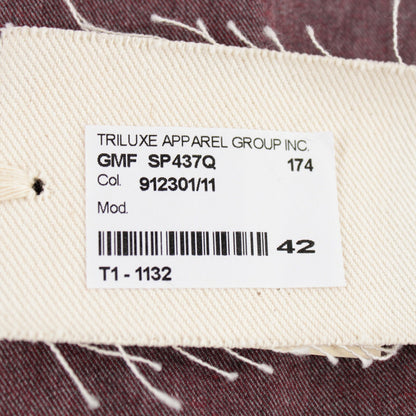 TRILUXE APPAREL GROUP INC.
GMF SP437Q 174
Col. 912301/11
Mod.
42
T1 - 1132